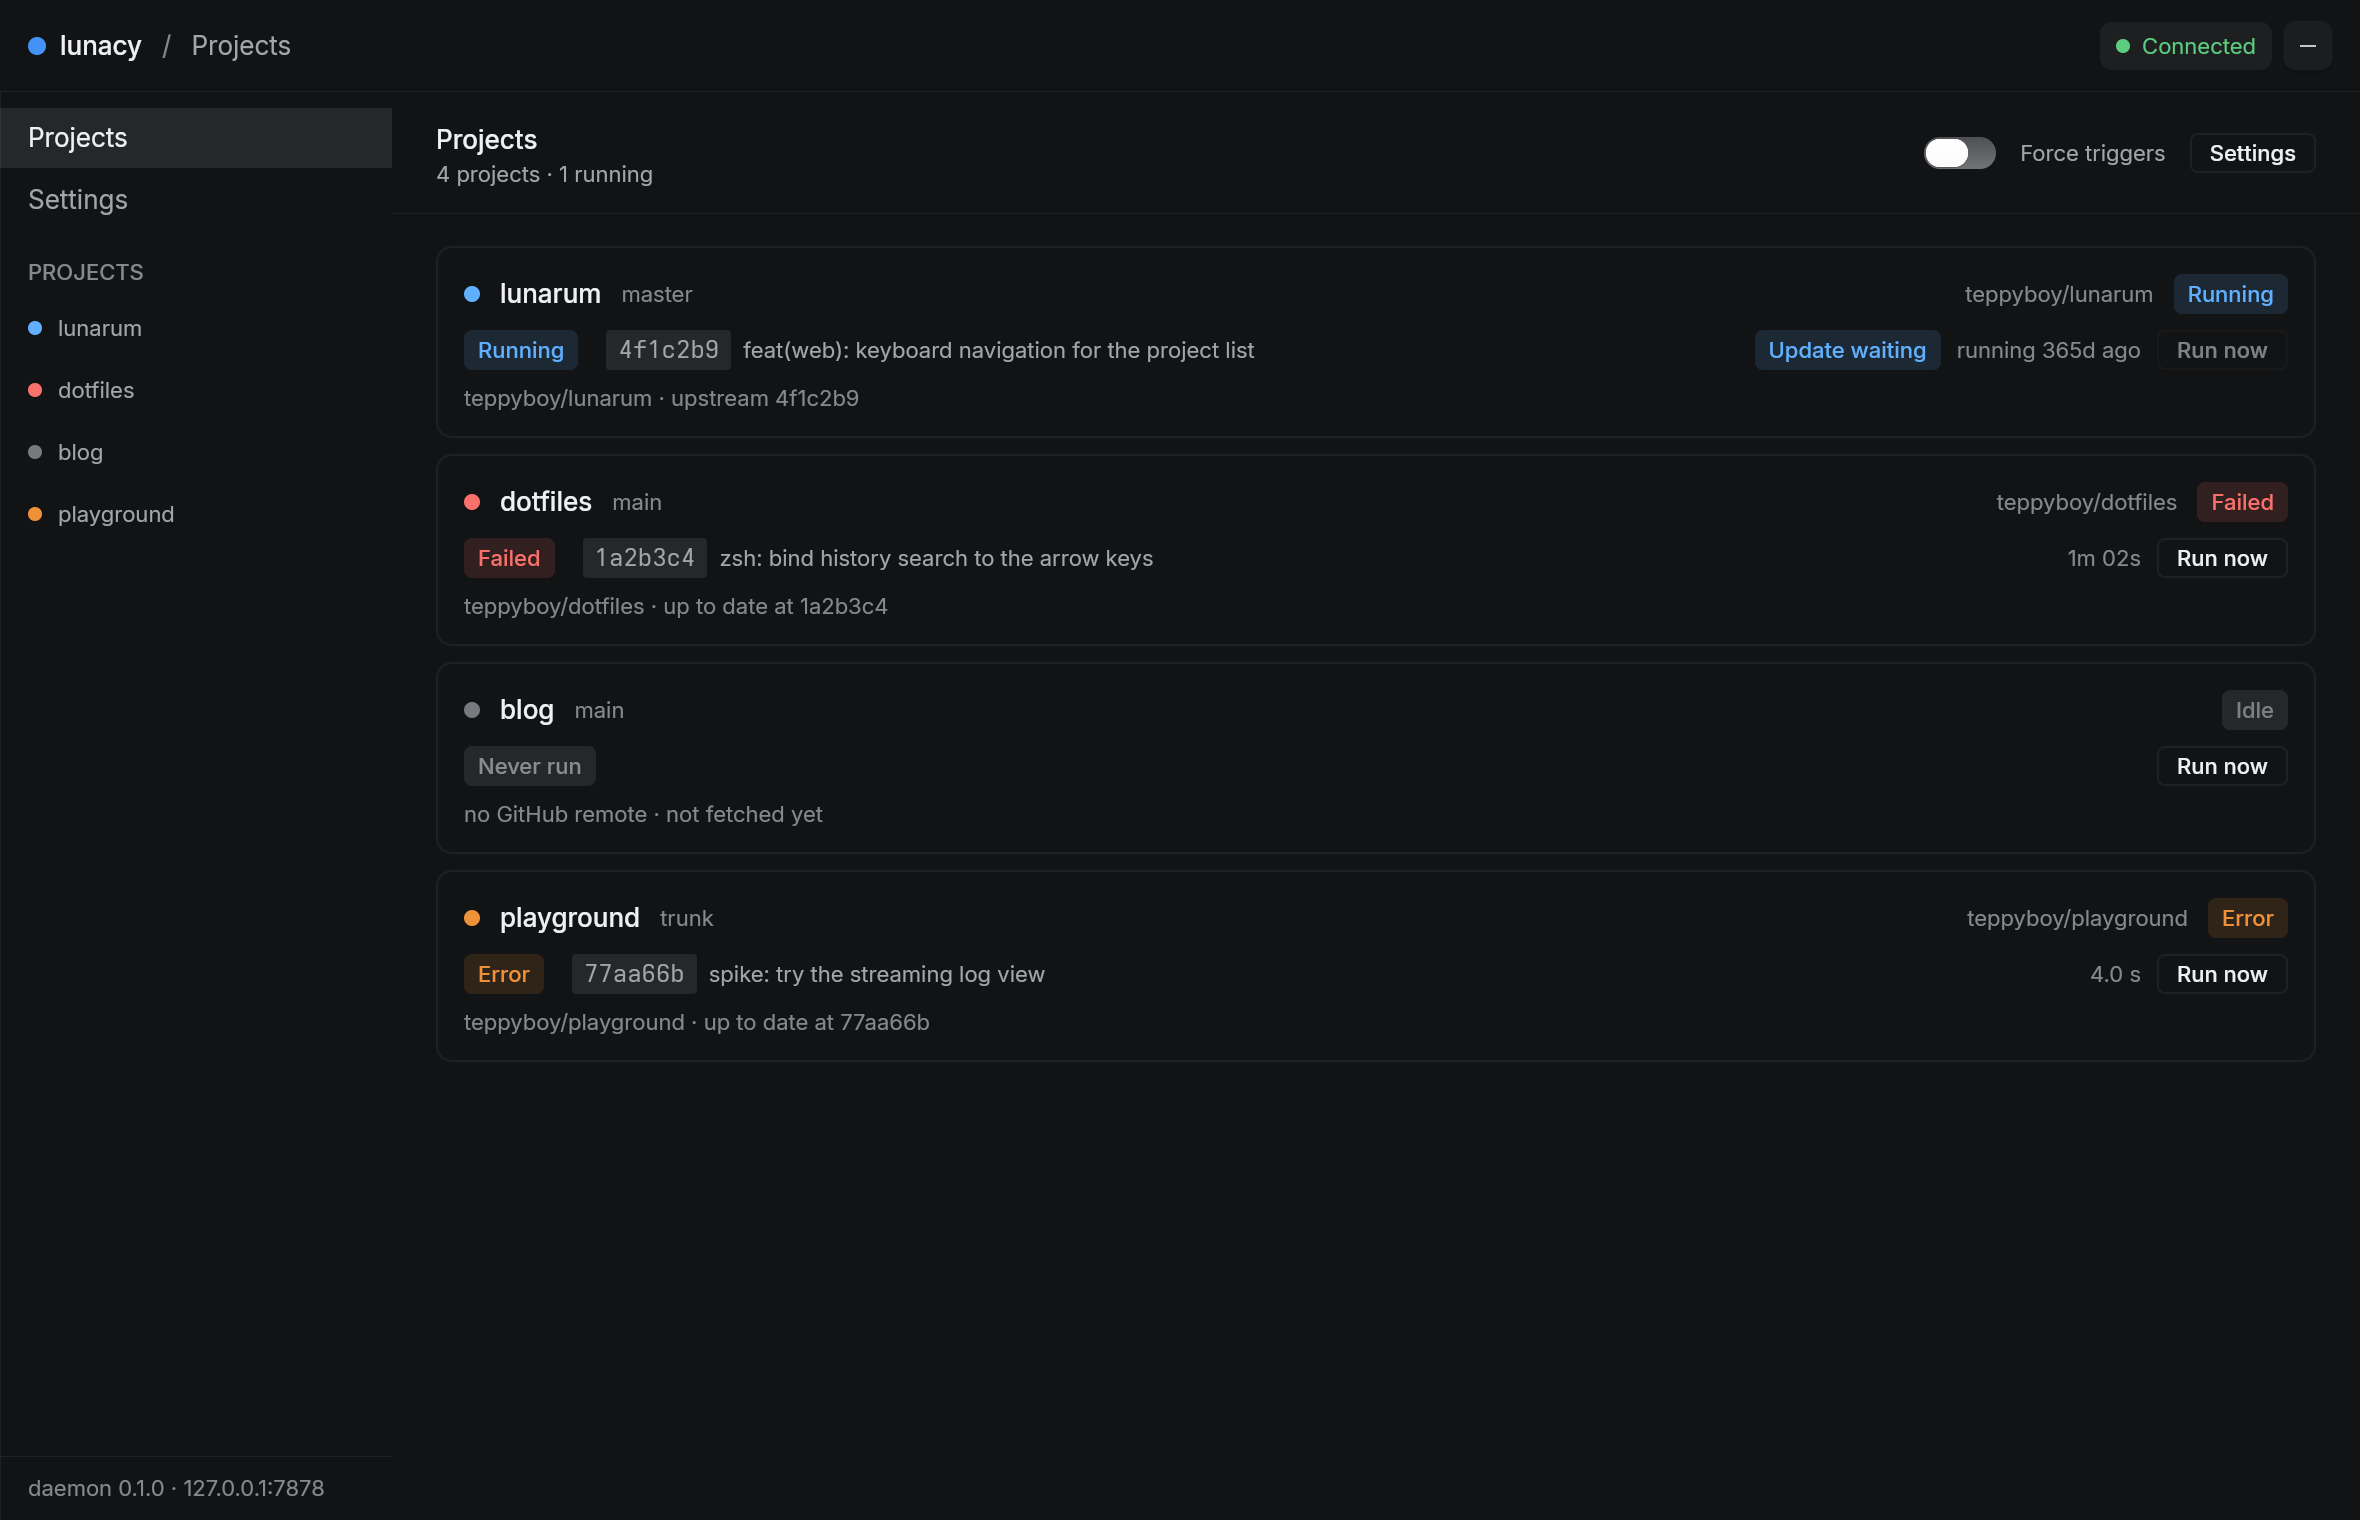 lunacy / Projects
Connected
Projects
Settings
PROJECTS
lunarum
dotfiles
blog
playground
daemon 0.1.0 · 127.0.0.1:7878
Projects
4 projects · 1 running
Force triggers
Settings
lunarum master teppyboy/lunarum Running
Running 4f1c2b9 feat(web): keyboard navigation for the project list Update waiting running 365d ago Run now
teppyboy/lunarum · upstream 4f1c2b9
dotfiles main teppyboy/dotfiles Failed
Failed 1a2b3c4 zsh: bind history search to the arrow keys 1m 02s Run now
teppyboy/dotfiles · up to date at 1a2b3c4
blog main Idle
Never run Run now
no GitHub remote · not fetched yet
playground trunk teppyboy/playground Error
Error 77aa66b spike: try the streaming log view 4.0 s Run now
teppyboy/playground · up to date at 77aa66b